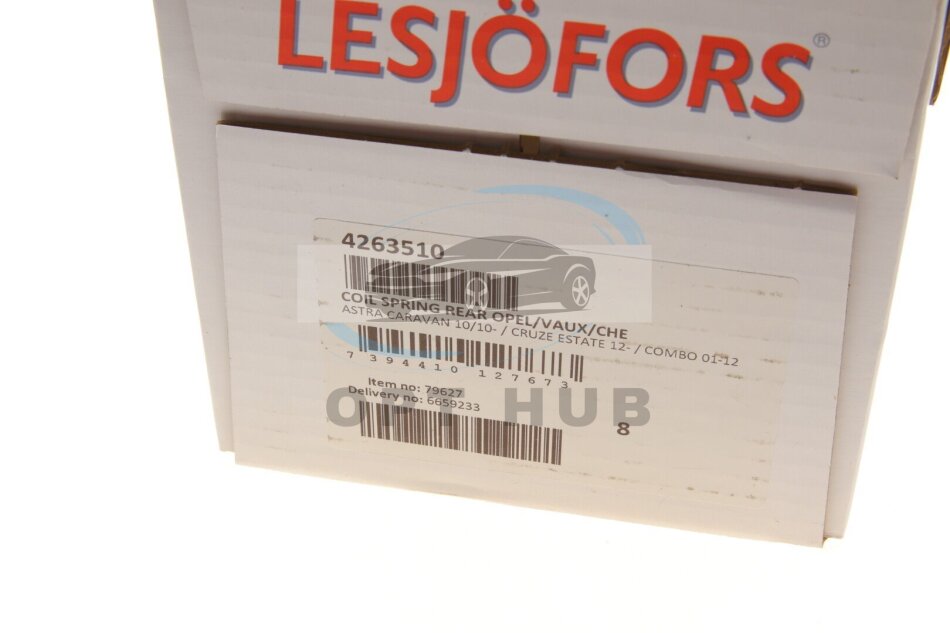 LESJÖFORS®
4263510
COIL SPRING REAR OPEL/VAUX/CHE
ASTRA CARAVAN 10/10- / CRUZE ESTATE 12- / COMBO 01-12
7 394410 127673
Item no: 79627
Delivery no: 6659233
8
OPT HUB